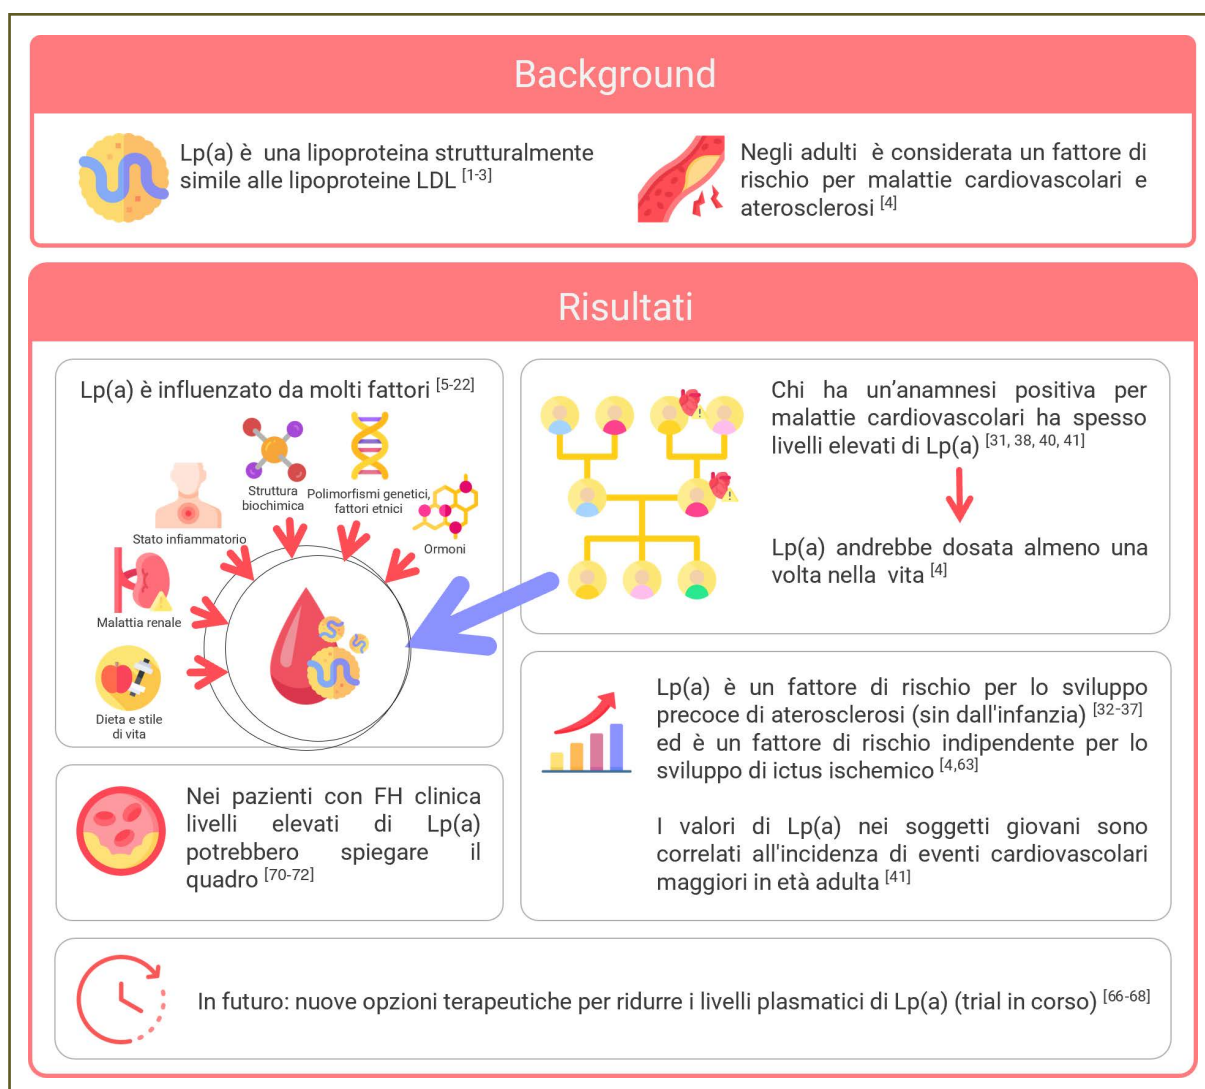 Background
Lp(a) è una lipoproteina strutturalmente
simile alle lipoproteine LDL [1-3]
Negli adulti è considerata un fattore di
rischio per malattie cardiovascolari e
aterosclerosi [4]
Risultati
Lp(a) è influenzato da molti fattori [5-22]
Struttura
biochimica
Polimorfismi genetici,
fattori etnici
Stato infiammatorio
Ormoni
Malattia renale
Dieta e stile
di vita
Chi ha un’anamnesi positiva per
malattie cardiovascolari ha spesso
livelli elevati di Lp(a) [31, 38, 40, 41]
Lp(a) andrebbe dosata almeno una
volta nella vita [4]
Nei pazienti con FH clinica
livelli elevati di Lp(a)
potrebbero spiegare il
quadro [70-72]
Lp(a) è un fattore di rischio per lo sviluppo
precoce di aterosclerosi (sin dall'infanzia) [32-37]
ed è un fattore di rischio indipendente per lo
sviluppo di ictus ischemico [4,63]
I valori di Lp(a) nei soggetti giovani sono
correlati all'incidenza di eventi cardiovascolari
maggiori in età adulta [41]
In futuro: nuove opzioni terapeutiche per ridurre i livelli plasmatici di Lp(a) (trial in corso) [66-68]